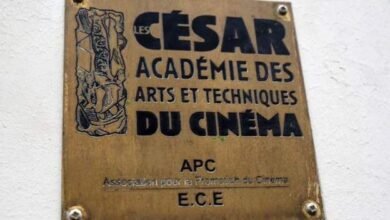 LES CÉSAR
ACADÉMIE DES
ARTS ET TECHNIQUES
DU CINÉMA
APC
Association pour la Promotion du Cinéma
E.C.E